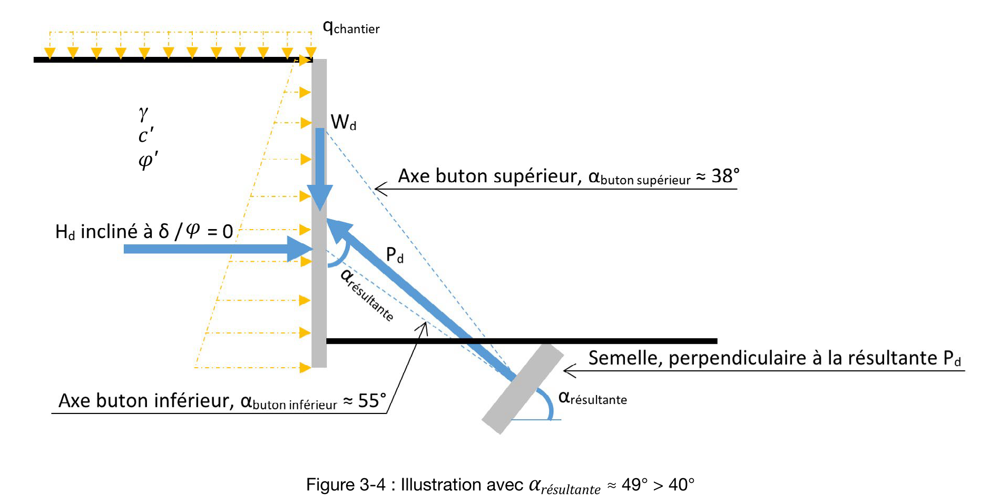 qchantier
γ
c′
φ′
Wd
Axe buton supérieur, αbuton supérieur ≈ 38°
Hd incliné à δ /φ = 0
Pd
αrésultante
Semelle, perpendiculaire à la résultante Pd
Axe buton inférieur, αbuton inférieur ≈ 55°
αrésultante
Figure 3-4 : Illustration avec αrésultante ≈ 49° > 40°